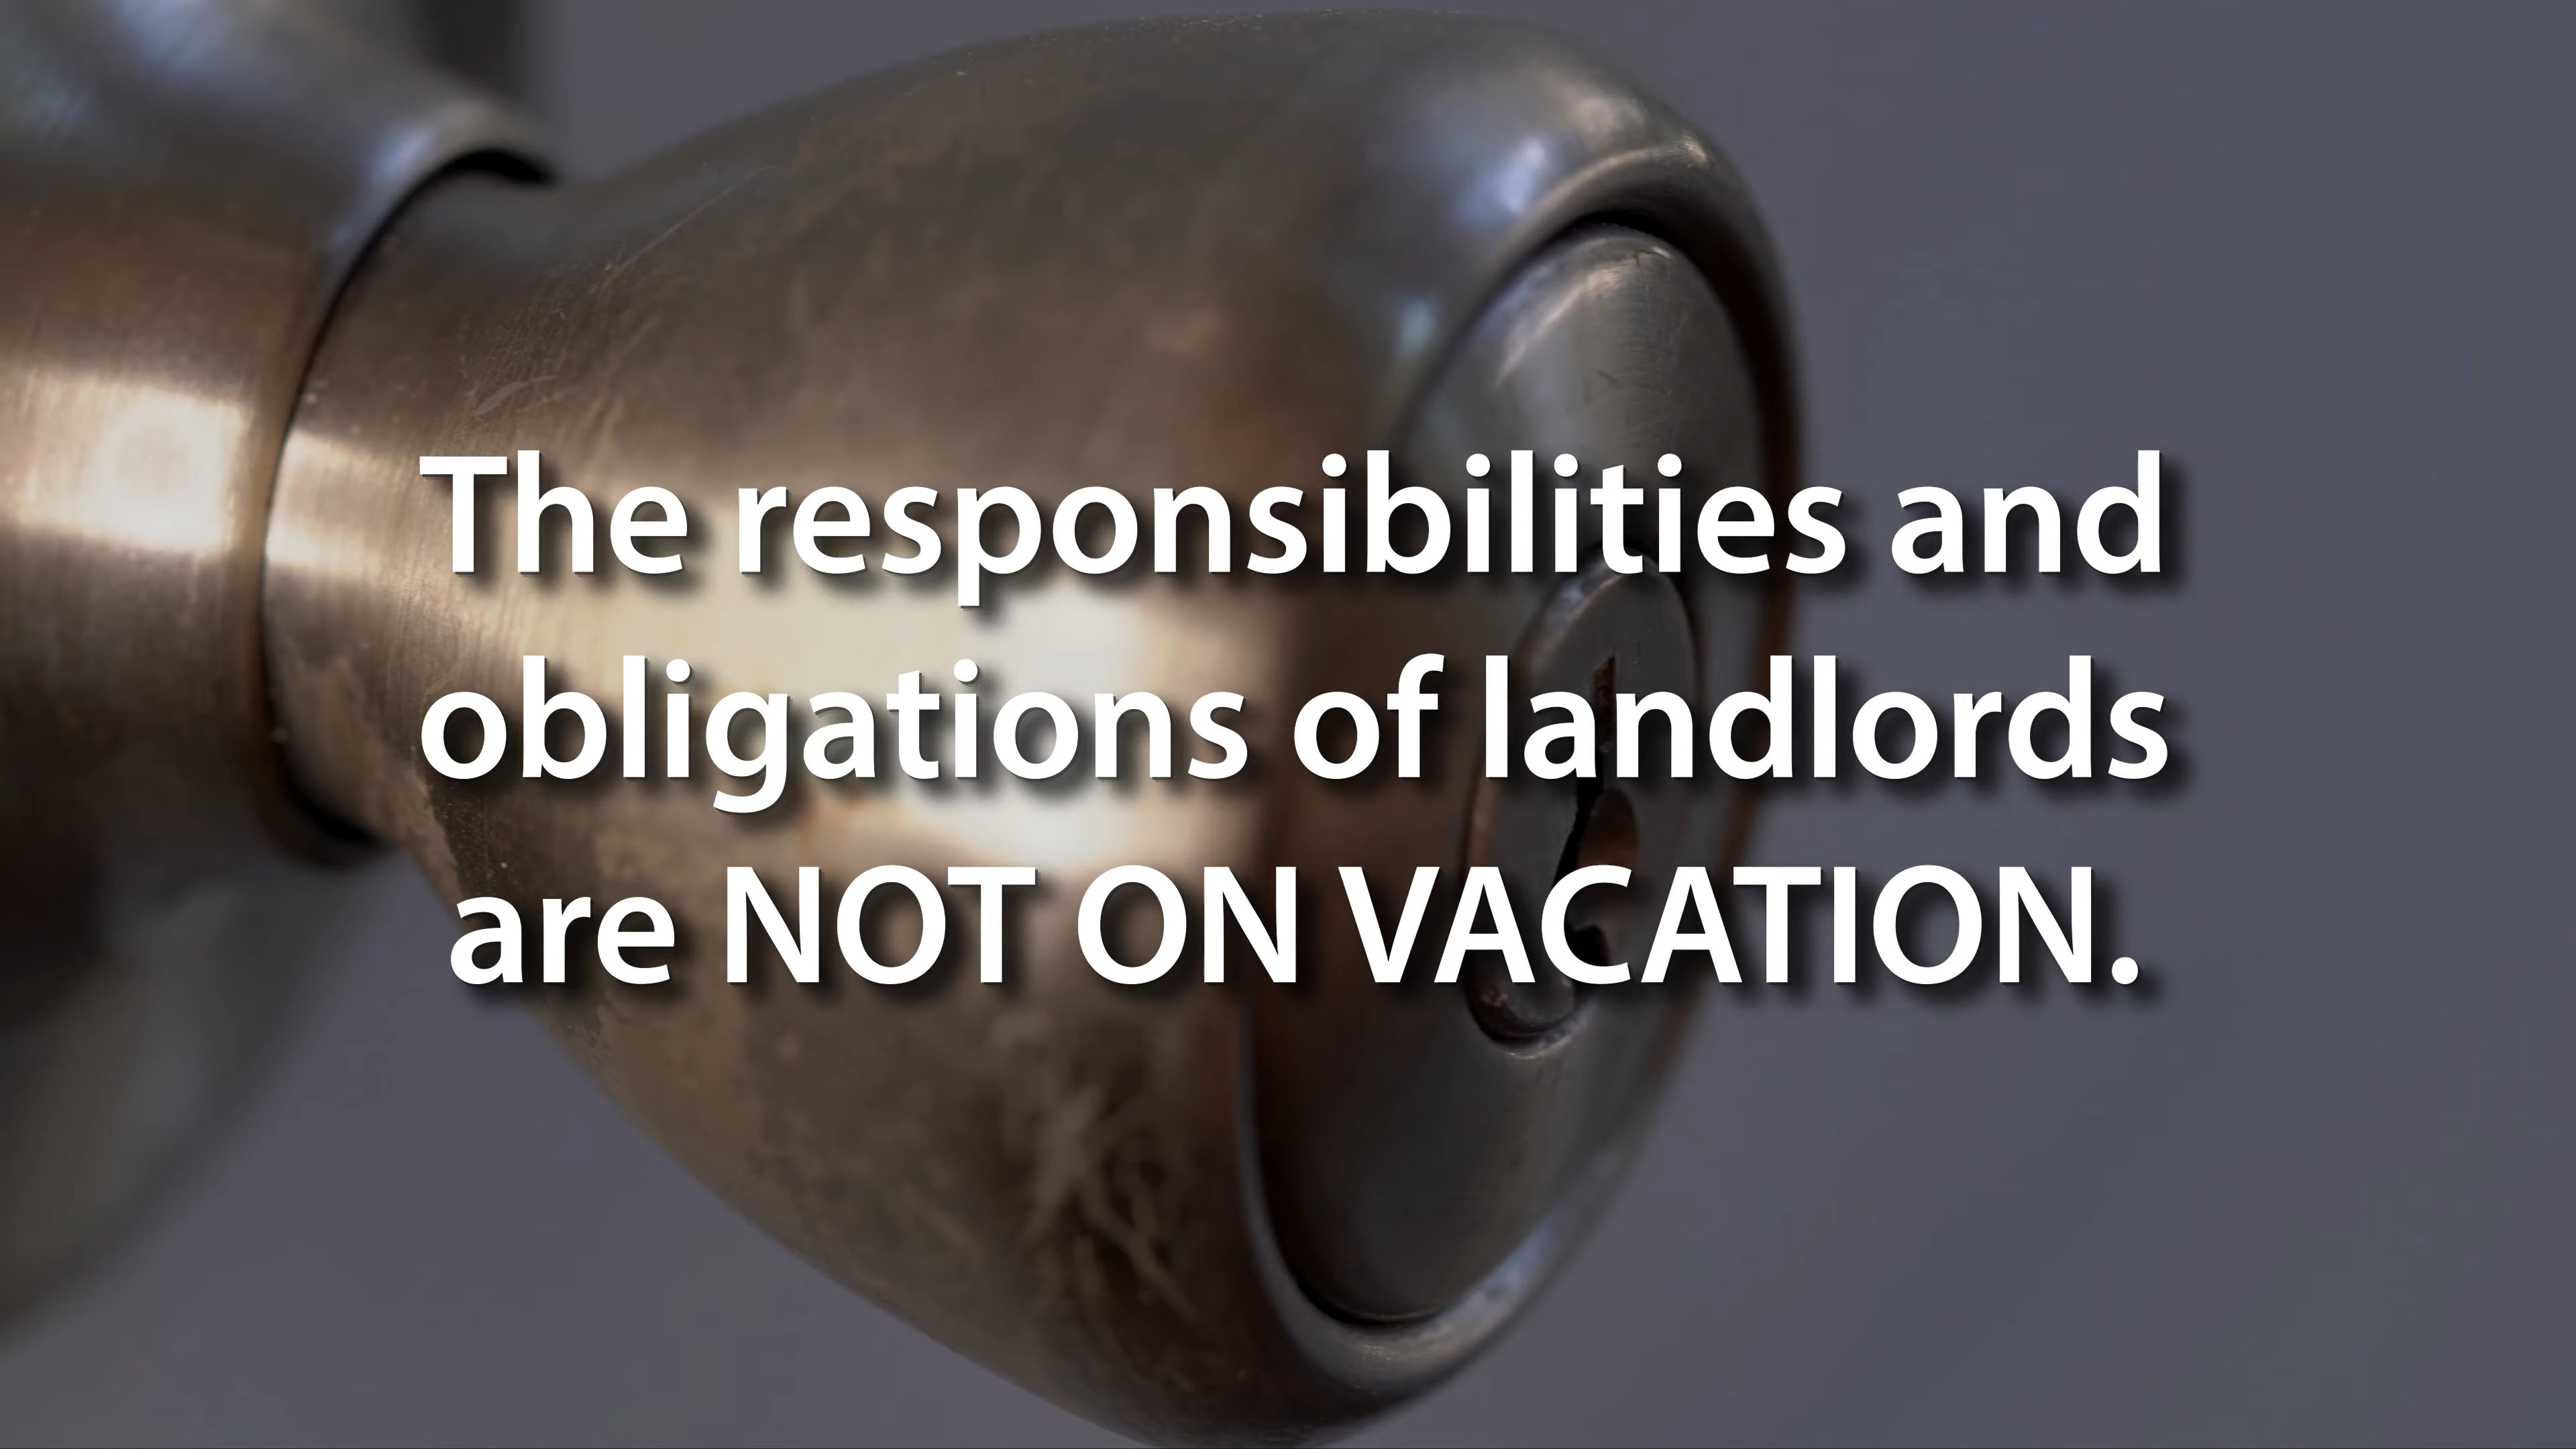 The responsibilities and
obligations of landlords
are NOT ON VACATION.